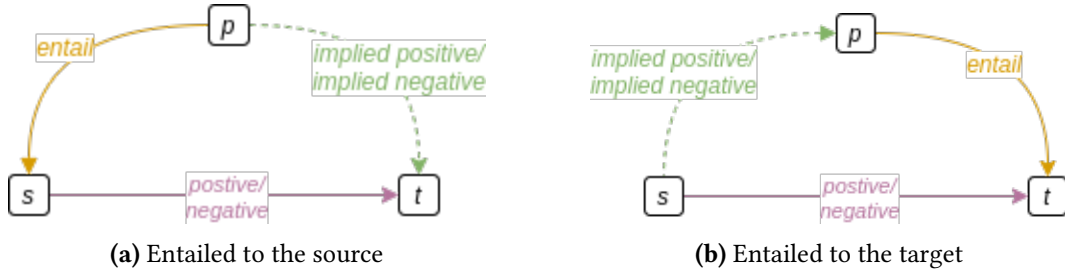 p
entail
implied positive/
implied negative
s
postive/
negative
t
(a) Entailed to the source
p
implied positive/
implied negative
entail
s
postive/
negative
t
(b) Entailed to the target